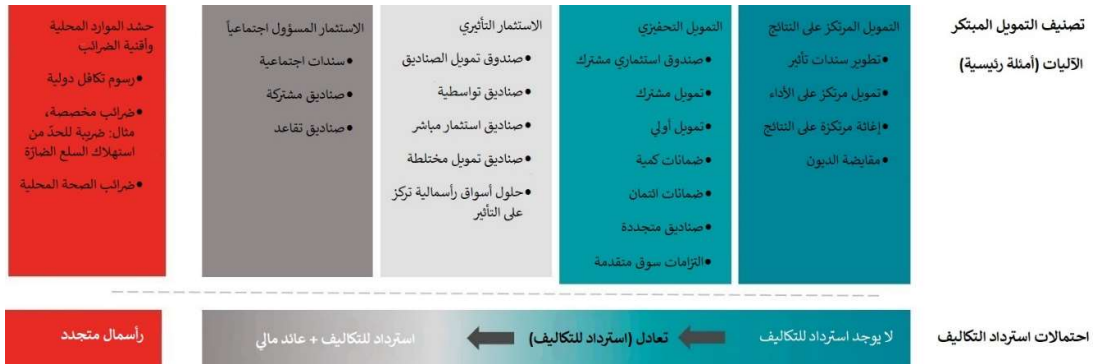 تصنيف التمويل المبتكر
الآليات (أمثلة رئيسية)
التمويل المرتكز على النتائج
•تطوير سندات تأثير
•تمويل مرتكز على الأداء
•إغاثة مرتكزة على النتائج
•مقايضة الديون
التمويل التحفيزي
•صندوق استثماري مشترك
•تمويل مشترك
•تمويل أولي
•ضمانات كمية
•ضمانات ائتمان
•صناديق متجددة
•التزامات سوق متقدمة
الاستثمار التأثيري
•صندوق تمويل الصناديق
•صناديق تواسطية
•صناديق استثمار مباشر
•صناديق تمويل مختلطة
•حلول أسواق رأسمالية تركز
على التأثير
الاستثمار المسؤول اجتماعياً
•سندات اجتماعية
•صناديق مشتركة
•صناديق تقاعد
حشد الموارد المحلية
وأقنية الضرائب
•رسوم تكافل دولية
•ضرائب مخصصة،
مثال: ضريبة للحدّ من
استهلاك السلع الضارّة
•ضرائب الصحة المحلية
احتمالات استرداد التكاليف
لا يوجد استرداد للتكاليف
تعادل (استرداد للتكاليف)
استرداد للتكاليف + عائد مالي
رأسمال متجدد